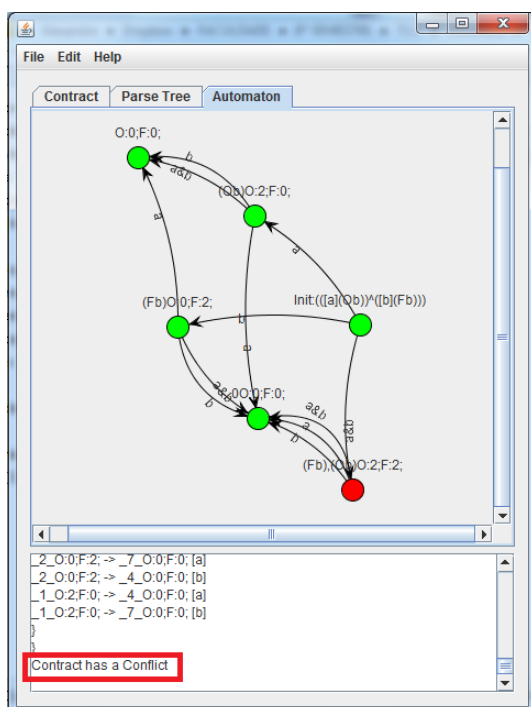 File Edit Help
Contract Parse Tree Automaton
O:0;F:0;
b
a&b
(Ob)O:2;F:0;
a
a
(Fb)O:0;F:2;
Init:(([a](Ob))^([b](Fb)))
b
a
a&b
b
0O:0;F:0;
a&b
a
b
a&b
(Fb),(Ob)O:2;F:2;
_2_O:0;F:2; -> _7_O:0;F:0; [a]
_2_O:0;F:2; -> _4_O:0;F:0; [b]
_1_O:2;F:0; -> _4_O:0;F:0; [a]
_1_O:2;F:0; -> _7_O:0;F:0; [b]
}
}
Contract has a Conflict